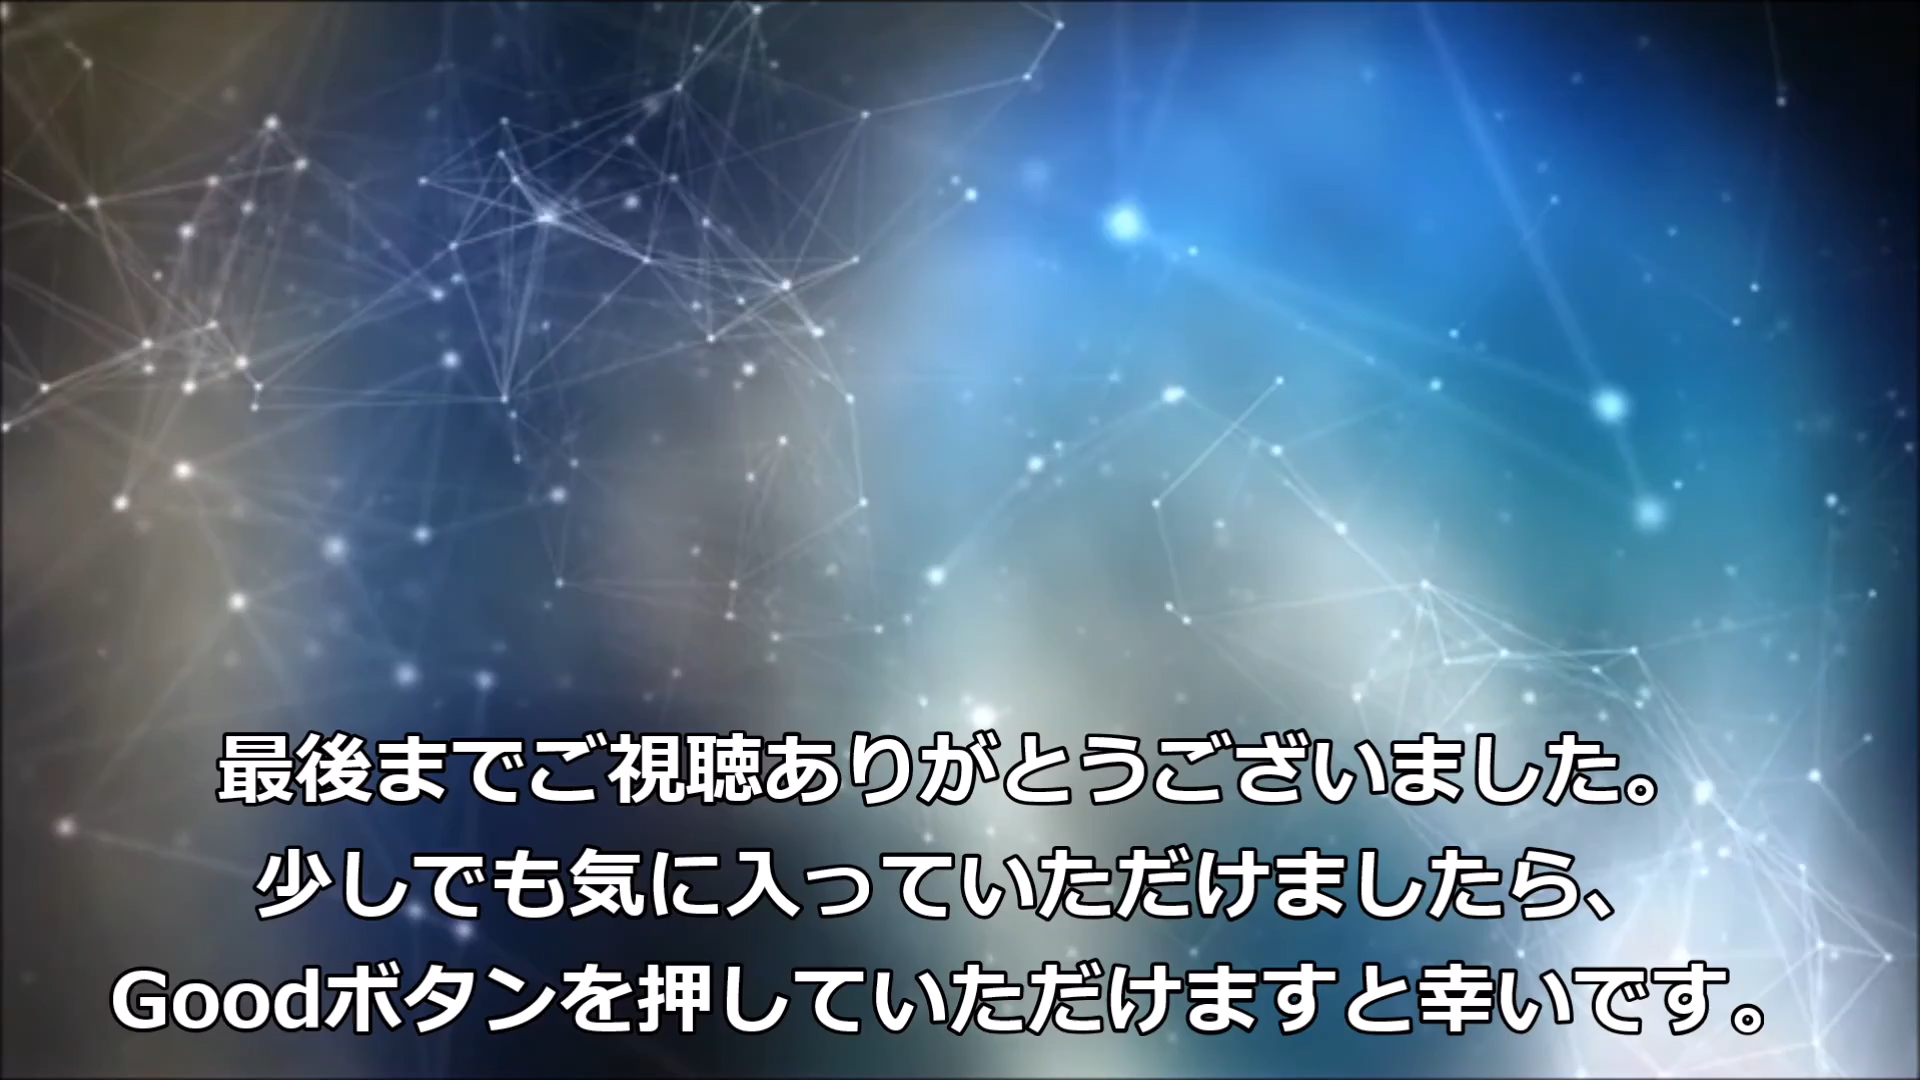 最後までご視聴ありがとうございました。
少しでも気に入っていただけましたら、
Goodボタンを押していただけますと幸いです。